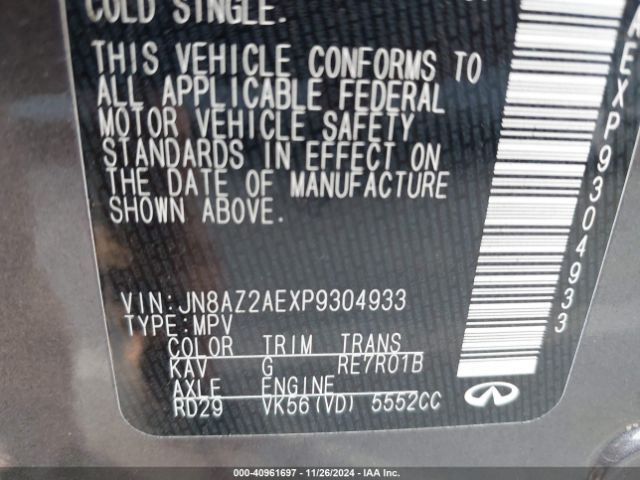 COLD SINGLE.
THIS VEHICLE CONFORMS TO
ALL APPLICABLE FEDERAL
MOTOR VEHICLE SAFETY
STANDARDS IN EFFECT ON
THE DATE OF MANUFACTURE
SHOWN ABOVE.
VIN:JN8AZ2AEXP9304933
TYPE:MPV
COLOR TRIM TRANS
KAV G RE7R01B
AXLE ENGINE
RD29 VK56(VD) 5552CC
EXP9304933
000-40961697 | 11/26/2024 | IAA Inc.